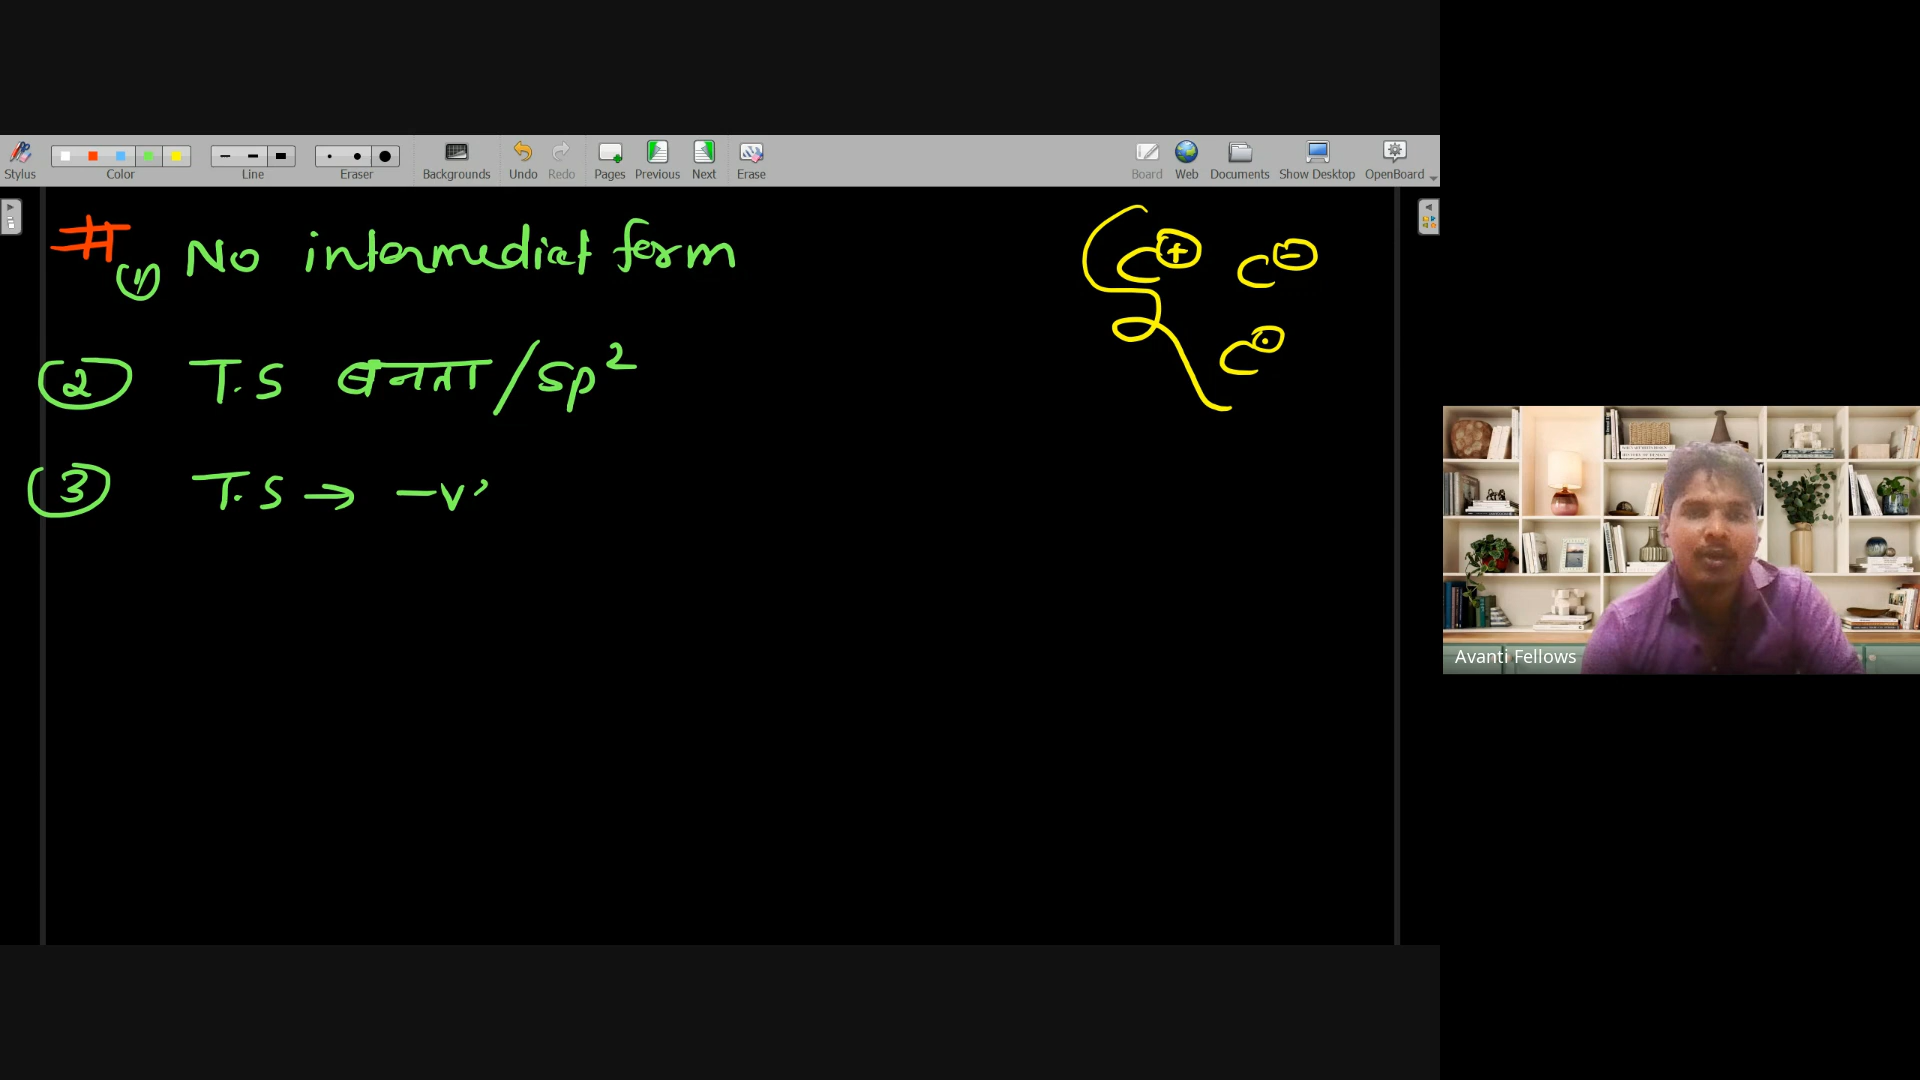 Stylus Color Line Eraser Backgrounds Undo Redo Pages Previous Next Erase Board Web Documents Show Desktop OpenBoard
# (1) No intermediat form
(2) T.S बनता / sp²
(3) T.S → -v
C⊕ C⊖
C⊙
Avanti Fellows